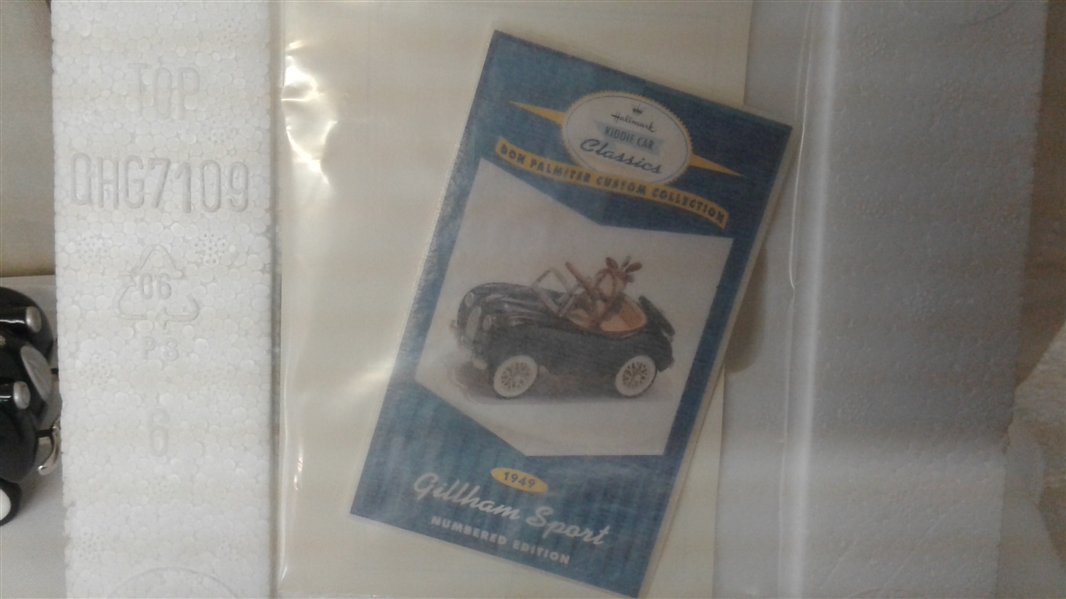 TOP
QHG7109
06
PS
6
Hallmark
KIDDIE CAR
Classics
DON PALMITER CUSTOM COLLECTION
1949
Gillham Sport
NUMBERED EDITION